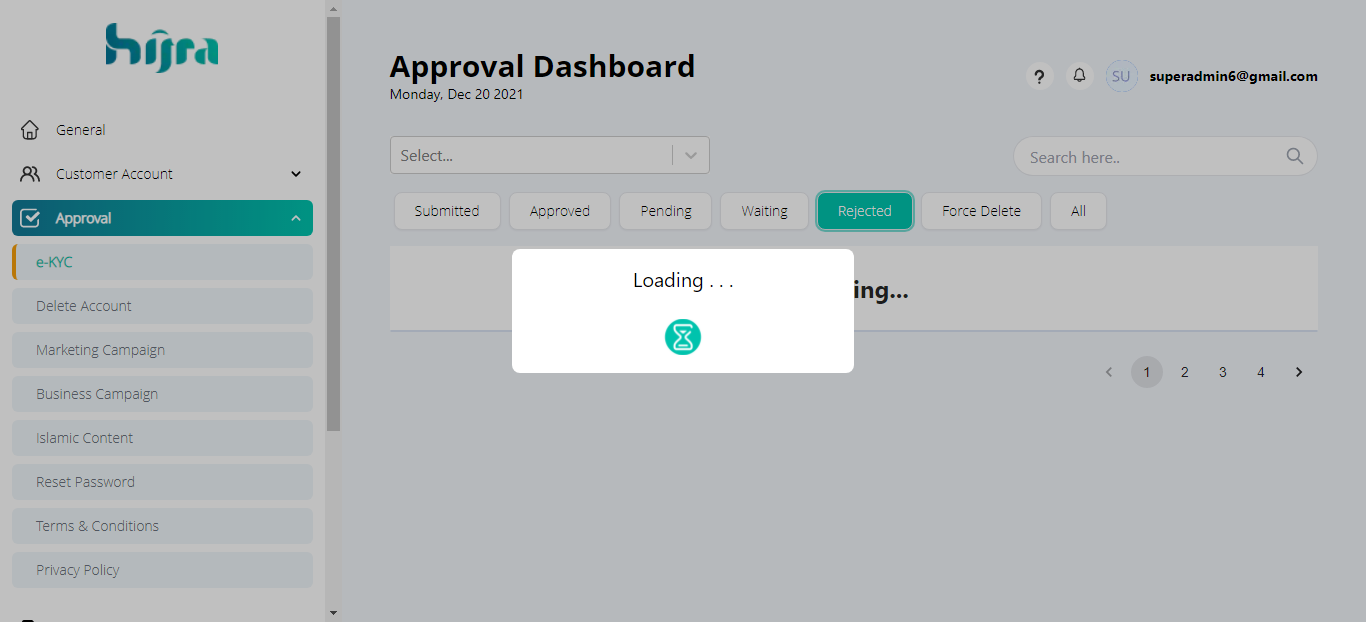 hijra
General
Customer Account
Approval
e-KYC
Delete Account
Marketing Campaign
Business Campaign
Islamic Content
Reset Password
Terms & Conditions
Privacy Policy
Approval Dashboard
Monday, Dec 20 2021
?
SU
superadmin6@gmail.com
Select...
Search here..
Submitted
Approved
Pending
Waiting
Rejected
Force Delete
All
Loading . . .
ing...
1
2
3
4